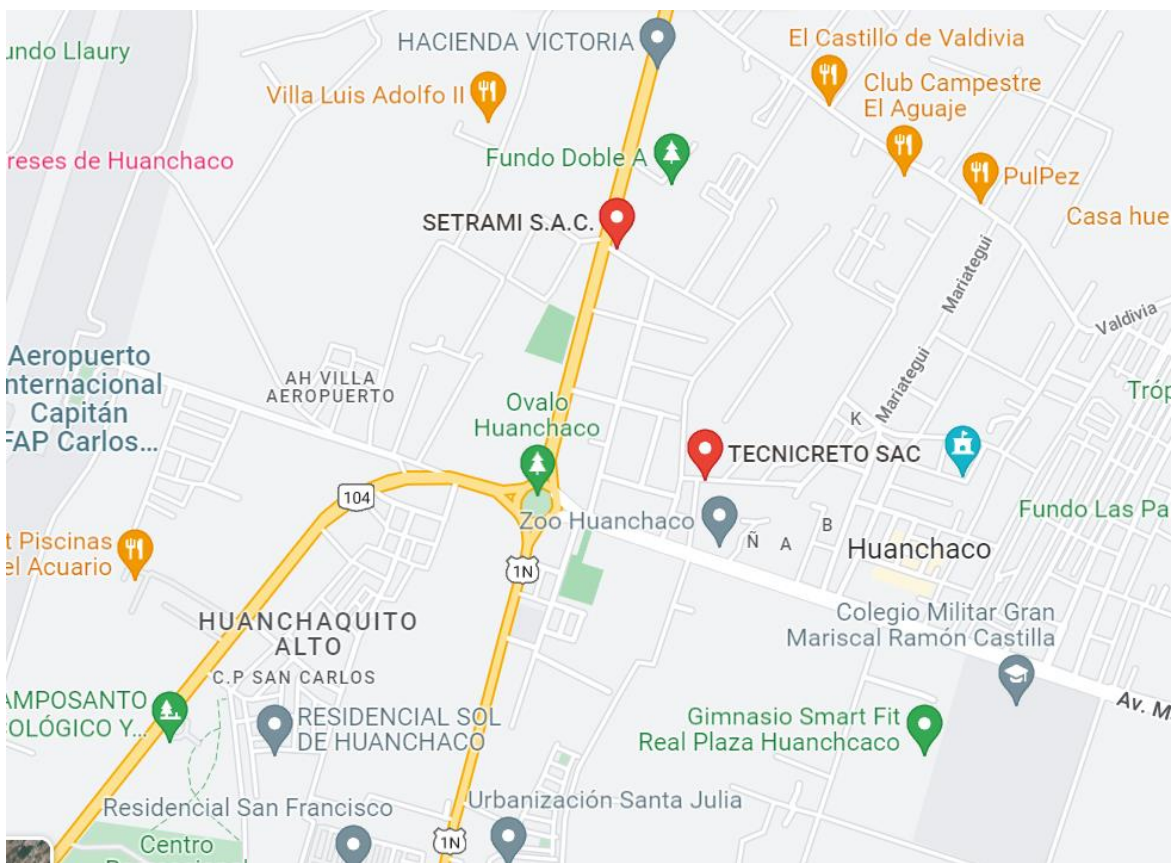 HACIENDA VICTORIA
El Castillo de Valdivia
undo Llaury
Villa Luis Adolfo II
Club Campestre
El Aguaje
reses de Huanchaco
Fundo Doble A
PulPez
SETRAMI S.A.C.
Casa hue
Mariategui
Valdivia
Aeropuerto
nternacional
Capitán
FAP Carlos...
AH VILLA
AEROPUERTO
Mariategui
Ovalo
Huanchaco
Tróp
K
TECNICRETO SAC
104
Zoo Huanchaco
Ñ
A
B
Fundo Las Pa
t Piscinas
el Acuario
Huanchaco
1N
HUANCHAQUITO
ALTO
C.P SAN CARLOS
Colegio Militar Gran
Mariscal Ramón Castilla
AMPOSANTO
COLÓGICO Y...
RESIDENCIAL SOL
DE HUANCHACO
Av. M
Gimnasio Smart Fit
Real Plaza Huanchcaco
Residencial San Francisco
Urbanización Santa Julia
1N
Centro